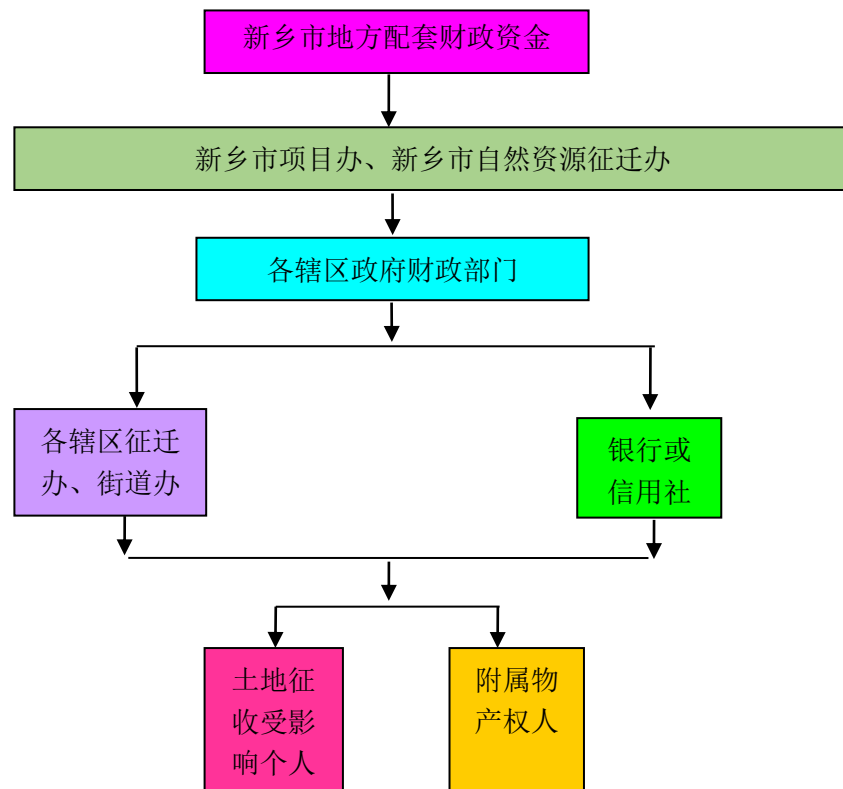 新乡市地方配套财政资金
新乡市项目办、新乡市自然资源征迁办
各辖区政府财政部门
各辖区征迁
办、街道办
银行或
信用社
土地征
收受影
响个人
附属物
产权人